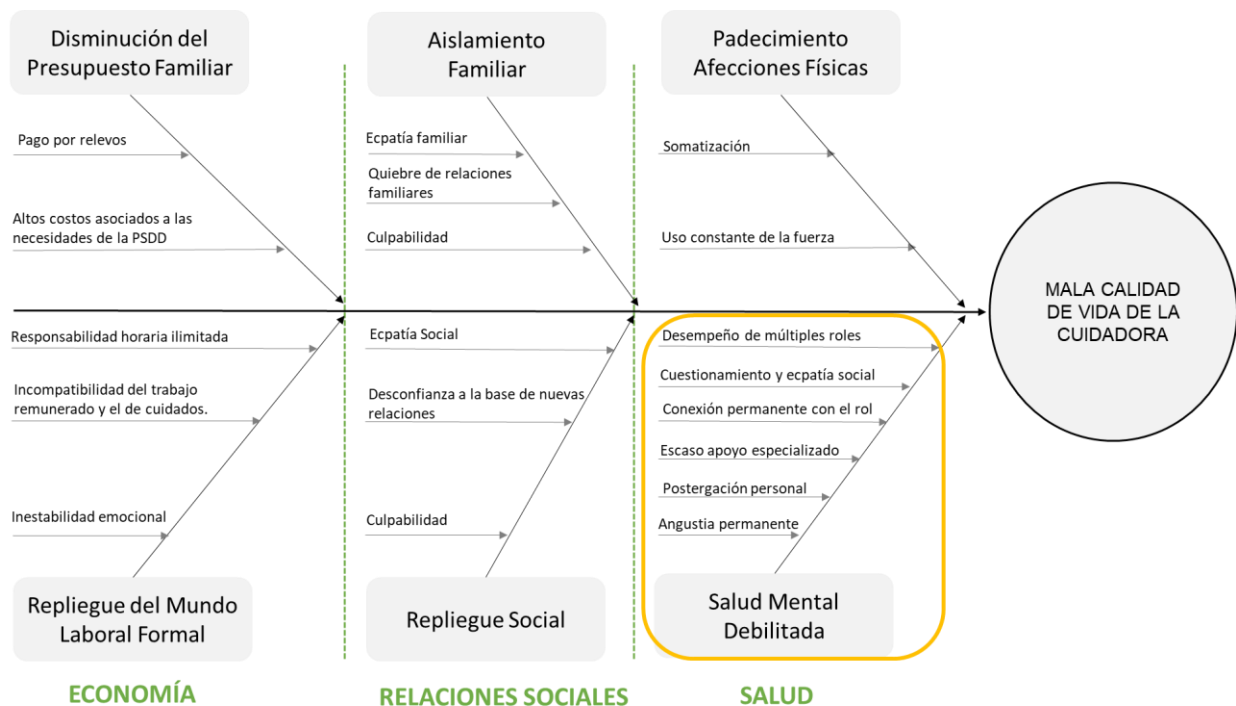 Disminución del
Presupuesto Familiar
Pago por relevos
Altos costos asociados a las
necesidades de la PSDD
Aislamiento
Familiar
Ecpatía familiar
Quiebre de relaciones
familiares
Culpabilidad
Padecimiento
Afecciones Físicas
Somatización
Uso constante de la fuerza
MALA CALIDAD
DE VIDA DE LA
CUIDADORA
Responsabilidad horaria ilimitada
Incompatibilidad del trabajo
remunerado y el de cuidados.
Inestabilidad emocional
Repliegue del Mundo
Laboral Formal
Ecpatía Social
Desconfianza a la base de nuevas
relaciones
Culpabilidad
Repliegue Social
Desempeño de múltiples roles
Cuestionamiento y ecpatía social
Conexión permanente con el rol
Escaso apoyo especializado
Postergación personal
Angustia permanente
Salud Mental
Debilitada
ECONOMÍA
RELACIONES SOCIALES
SALUD